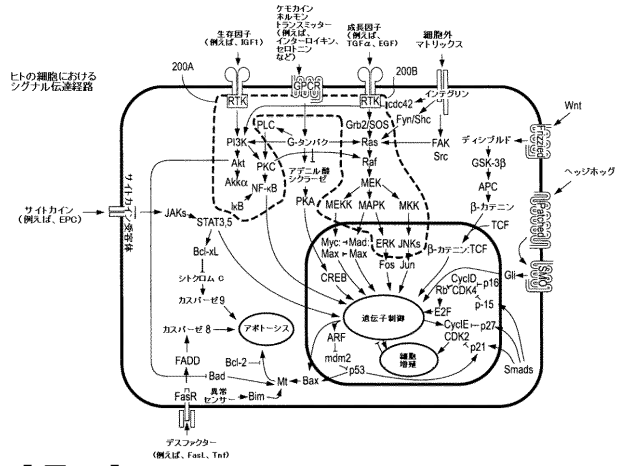 ヒトの細胞における
シグナル伝達経路
生存因子
(例えば、IGF1)
ケモカイン
ホルモン
トランスミッター
(例えば、
インターロイキン、
セロトニン
など)
成長因子
(例えば、
TGFα、EGF)
細胞外
マトリックス
200A
200B
RTK
GPCR
RTK
cdc42
インテグリン
Wnt
PLC
Grb2/SOS
Fyn/Shc
Frizzled
PI3K
G-タンパク
Ras
FAK
Src
ディシブルド
Akt
PKC
アデニル酸
シクラーゼ
Raf
GSK-3β
Akkα
NF-κB
MEK
APC
ヘッジホッグ
IκB
PKA
MEKK
MAPK
MKK
β-カテニン
サイトカイン
(例えば、EPC)
サイトカイン受容体
JAKs
STAT3,5
TCF
Patched
Myc:
Mad:
ERK
JNKs
β-カテニン:TCF
Max
Max
Fos
Jun
Bcl-xL
CREB
Gli
SMO
CycID
p16
Rb
CDK4
p-15
シトクロム C
カスパーゼ9
遺伝子制御
E2F
CyclE
p27
CDK2
p21
カスパーゼ 8
アポトーシス
ARF
mdm2
細胞
増殖
FADD
Bcl-2
p53
Smads
Bad
Mt
Bax
FasR
異常
センサー
Bim
デスファクター
(例えば、FasL、Tnf)